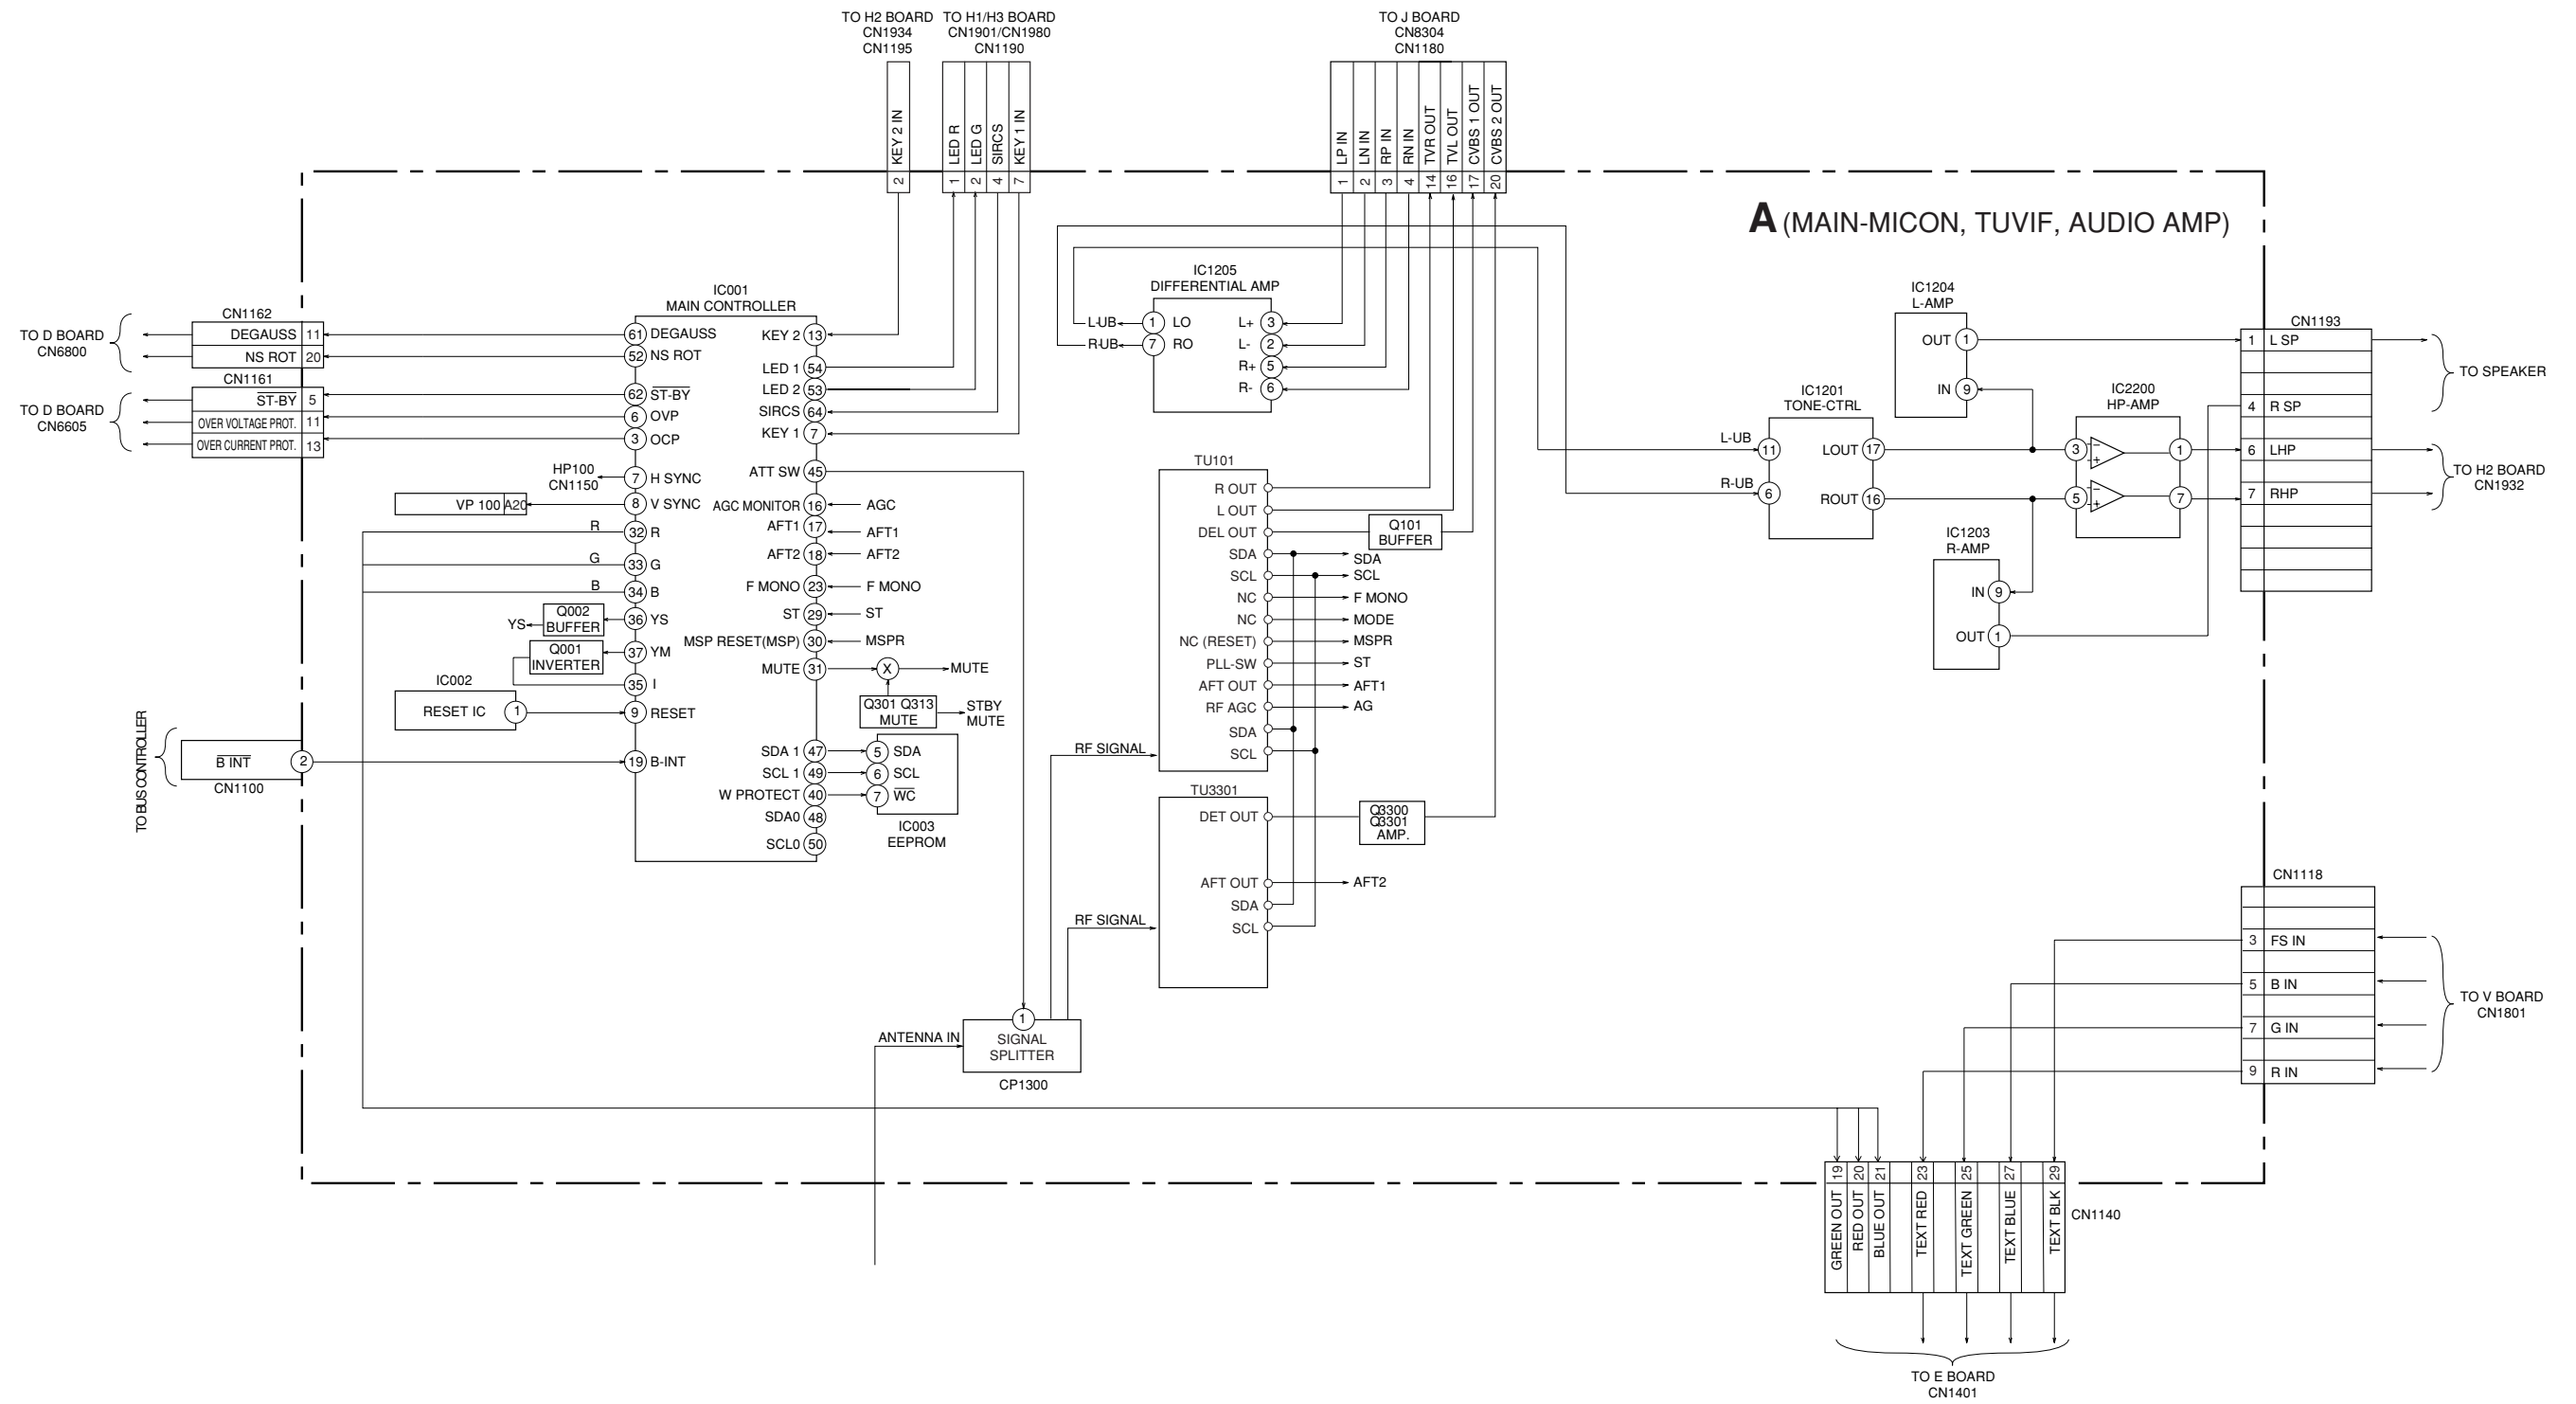 TO H2 BOARD
CN1934
CN1195
TO H1/H3 BOARD
CN1901/CN1980
CN1190
TO J BOARD
CN8304
CN1180
KEY 2 IN
2
LED R
1
LED G
2
SIRCS
4
KEY 1 IN
7
LP IN
1
LN IN
2
RP IN
3
RN IN
4
TVR OUT
14
TVL OUT
16
CVBS 1 OUT
17
CVBS 2 OUT
20
A (MAIN-MICON, TUVIF, AUDIO AMP)
TO D BOARD
CN6800
CN1162
DEGAUSS 11
NS ROT 20
TO D BOARD
CN6605
CN1161
ST-BY 5
OVER VOLTAGE PROT. 11
OVER CURRENT PROT. 13
IC001
MAIN CONTROLLER
61 DEGAUSS
52 NS ROT
62 ST-BY
6 OVP
3 OCP
HP100
CN1150
7 H SYNC
VP 100 A20
8 V SYNC
R
32 R
G
33 G
B
34 B
YS
Q002
BUFFER
36 YS
Q001
INVERTER
37 YM
35 I
IC002
RESET IC 1
9 RESET
TO BUS CONTROLLER
B INT 2
CN1100
19 B-INT
KEY 2 13
LED 1 54
LED 2 53
SIRCS 64
KEY 1 7
ATT SW 45
AGC MONITOR 16 AGC
AFT1 17 AFT1
AFT2 18 AFT2
F MONO 23 F MONO
ST 29 ST
MSP RESET(MSP) 30 MSPR
MUTE 31 X MUTE
Q301 Q313
MUTE
STBY
MUTE
SDA 1 47 5 SDA
SCL 1 49 6 SCL
W PROTECT 40 7 WC
SDA0 48
SCL0 50
IC003
EEPROM
IC1205
DIFFERENTIAL AMP
L-UB 1 LO L+ 3
R-UB 7 RO L- 2
R+ 5
R- 6
TU101
R OUT
L OUT
DEL OUT
Q101
BUFFER
SDA SDA
SCL SCL
NC F MONO
NC MODE
NC (RESET) MSPR
PLL-SW ST
AFT OUT AFT1
RF AGC AG
SDA
SCL
RF SIGNAL
TU3301
DET OUT
Q3300
Q3301
AMP.
AFT OUT AFT2
SDA
SCL
RF SIGNAL
ANTENNA IN
1
SIGNAL
SPLITTER
CP1300
IC1204
L-AMP
OUT 1
IN 9
IC1201
TONE-CTRL
L-UB 11
R-UB 6
LOUT 17
ROUT 16
IC2200
HP-AMP
3 - + 1
5 - + 7
IC1203
R-AMP
IN 9
OUT 1
CN1193
1 L SP
4 R SP
6 LHP
7 RHP
TO SPEAKER
TO H2 BOARD
CN1932
CN1118
3 FS IN
5 B IN
7 G IN
9 R IN
TO V BOARD
CN1801
19 GREEN OUT
20 RED OUT
21 BLUE OUT
23 TEXT RED
25 TEXT GREEN
27 TEXT BLUE
29 TEXT BLK
CN1140
TO E BOARD
CN1401